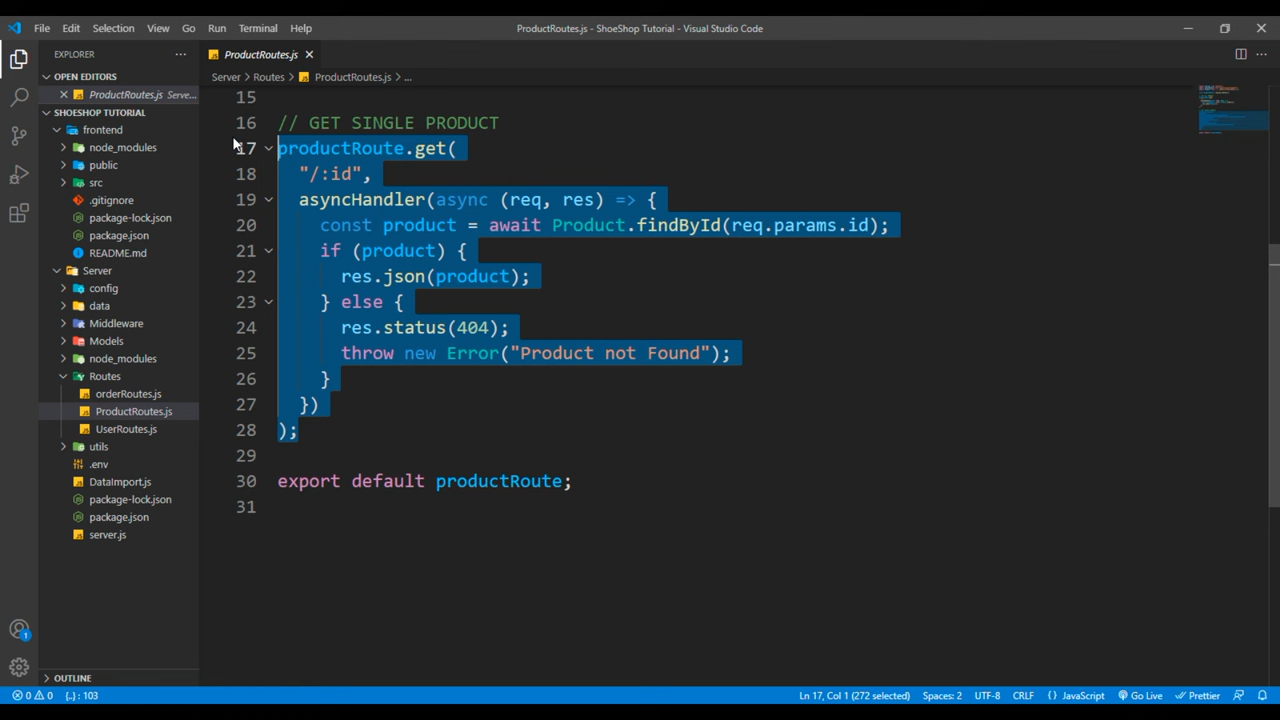 File Edit Selection View Go Run Terminal Help
ProductRoutes.js - ShoeShop Tutorial - Visual Studio Code
EXPLORER
OPEN EDITORS
ProductRoutes.js Serve...
SHOESHOP TUTORIAL
frontend
node_modules
public
src
.gitignore
package-lock.json
package.json
README.md
Server
config
data
Middleware
Models
node_modules
Routes
orderRoutes.js
ProductRoutes.js
UserRoutes.js
utils
.env
DataImport.js
package-lock.json
package.json
server.js
OUTLINE
ProductRoutes.js
Server > Routes > ProductRoutes.js > ...
15
16 // GET SINGLE PRODUCT
17 productRoute.get(
18 "/:id",
19 asyncHandler(async (req, res) => {
20 const product = await Product.findById(req.params.id);
21 if (product) {
22 res.json(product);
23 } else {
24 res.status(404);
25 throw new Error("Product not Found");
26 }
27 })
28 );
29
30 export default productRoute;
31
1
0 0 {..} : 103 Ln 17, Col 1 (272 selected) Spaces: 2 UTF-8 CRLF {} JavaScript Go Live Prettier